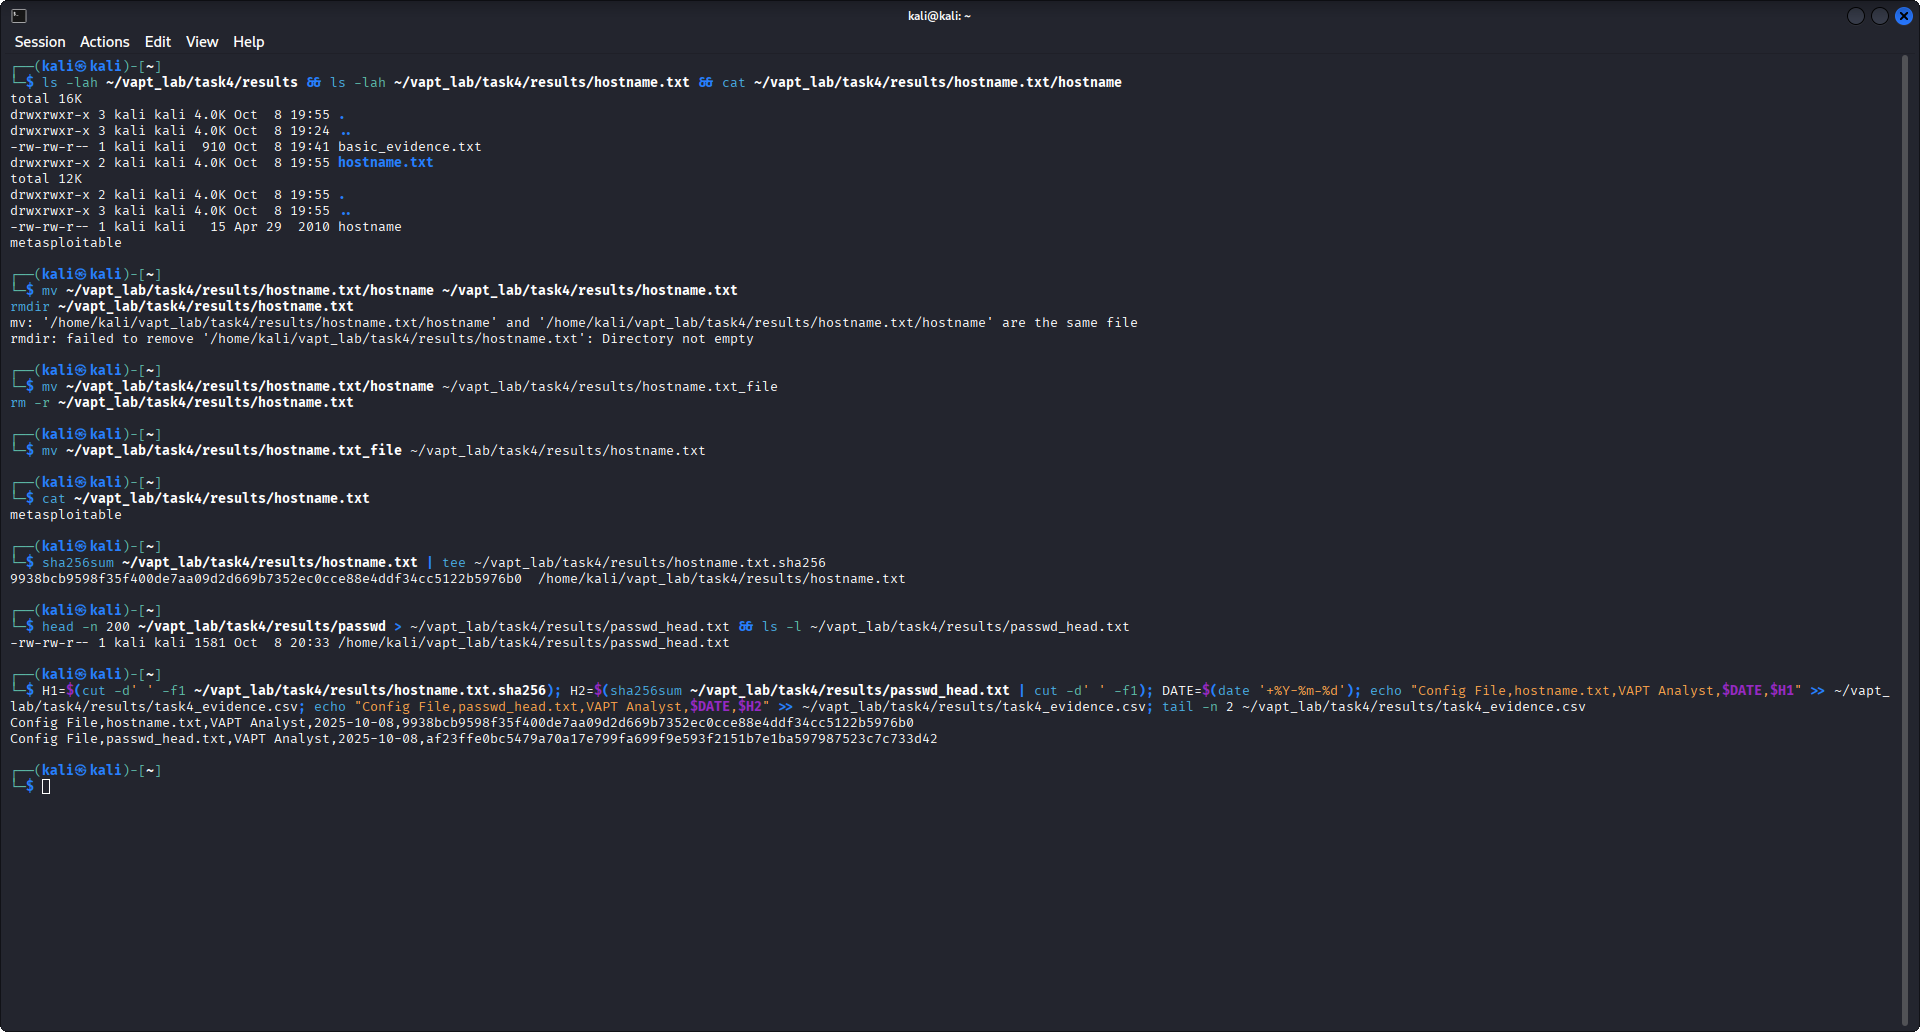 kali@kali: ~
Session Actions Edit View Help
┌──(kali㉿kali)-[~]
└─$ ls -lah ~/vapt_lab/task4/results && ls -lah ~/vapt_lab/task4/results/hostname.txt && cat ~/vapt_lab/task4/results/hostname.txt/hostname
total 16K
drwxrwxr-x 3 kali kali 4.0K Oct  8 19:55 .
drwxrwxr-x 3 kali kali 4.0K Oct  8 19:24 ..
-rw-rw-r-- 1 kali kali  910 Oct  8 19:41 basic_evidence.txt
drwxrwxr-x 2 kali kali 4.0K Oct  8 19:55 hostname.txt
total 12K
drwxrwxr-x 2 kali kali 4.0K Oct  8 19:55 .
drwxrwxr-x 3 kali kali 4.0K Oct  8 19:55 ..
-rw-rw-r-- 1 kali kali   15 Apr 29  2010 hostname
metasploitable
┌──(kali㉿kali)-[~]
└─$ mv ~/vapt_lab/task4/results/hostname.txt/hostname ~/vapt_lab/task4/results/hostname.txt
rmdir ~/vapt_lab/task4/results/hostname.txt
mv: '/home/kali/vapt_lab/task4/results/hostname.txt/hostname' and '/home/kali/vapt_lab/task4/results/hostname.txt/hostname' are the same file
rmdir: failed to remove '/home/kali/vapt_lab/task4/results/hostname.txt': Directory not empty
┌──(kali㉿kali)-[~]
└─$ mv ~/vapt_lab/task4/results/hostname.txt/hostname ~/vapt_lab/task4/results/hostname.txt_file
rm -r ~/vapt_lab/task4/results/hostname.txt
┌──(kali㉿kali)-[~]
└─$ mv ~/vapt_lab/task4/results/hostname.txt_file ~/vapt_lab/task4/results/hostname.txt
┌──(kali㉿kali)-[~]
└─$ cat ~/vapt_lab/task4/results/hostname.txt
metasploitable
┌──(kali㉿kali)-[~]
└─$ sha256sum ~/vapt_lab/task4/results/hostname.txt | tee ~/vapt_lab/task4/results/hostname.txt.sha256
9938bcb9598f35f400de7aa09d2d669b7352ec0cce88e4ddf34cc5122b5976b0  /home/kali/vapt_lab/task4/results/hostname.txt
┌──(kali㉿kali)-[~]
└─$ head -n 200 ~/vapt_lab/task4/results/passwd > ~/vapt_lab/task4/results/passwd_head.txt && ls -l ~/vapt_lab/task4/results/passwd_head.txt
-rw-rw-r-- 1 kali kali 1581 Oct  8 20:33 /home/kali/vapt_lab/task4/results/passwd_head.txt
┌──(kali㉿kali)-[~]
└─$ H1=$(cut -d' ' -f1 ~/vapt_lab/task4/results/hostname.txt.sha256); H2=$(sha256sum ~/vapt_lab/task4/results/passwd_head.txt | cut -d' ' -f1); DATE=$(date '+%Y-%m-%d'); echo "Config File,hostname.txt,VAPT Analyst,$DATE,$H1" >> ~/vapt_
lab/task4/results/task4_evidence.csv; echo "Config File,passwd_head.txt,VAPT Analyst,$DATE,$H2" >> ~/vapt_lab/task4/results/task4_evidence.csv; tail -n 2 ~/vapt_lab/task4/results/task4_evidence.csv
Config File,hostname.txt,VAPT Analyst,2025-10-08,9938bcb9598f35f400de7aa09d2d669b7352ec0cce88e4ddf34cc5122b5976b0
Config File,passwd_head.txt,VAPT Analyst,2025-10-08,af23ffe0bc5479a70a17e799fa699f9e593f2151b7e1ba597987523c7c733d42
┌──(kali㉿kali)-[~]
└─$